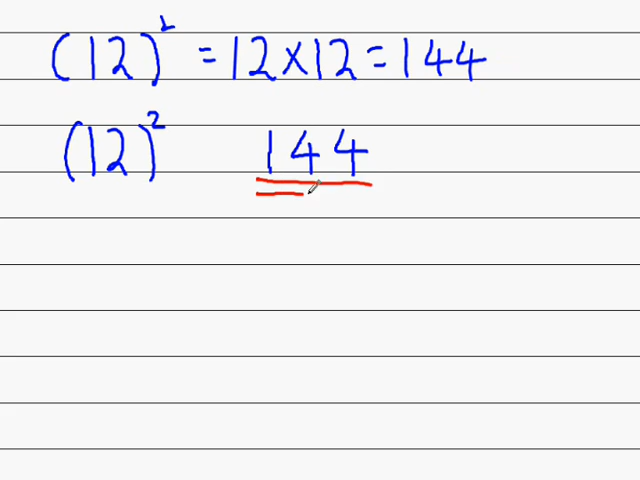 (12)² = 12 × 12 = 144
(12)² 144